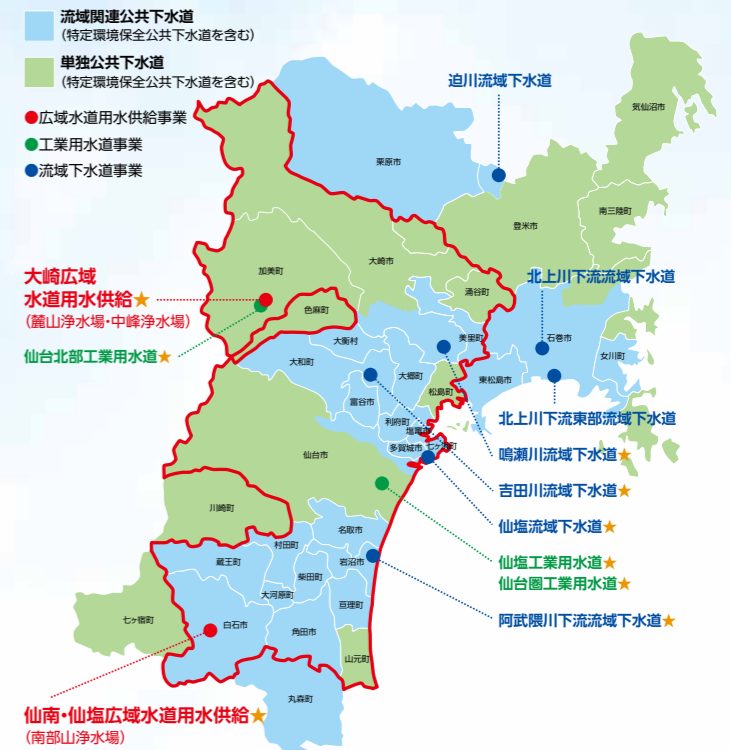 流域関連公共下水道
(特定環境保全公共下水道を含む)
単独公共下水道
(特定環境保全公共下水道を含む)
●広域水道用水供給事業
●工業用水道事業
●流域下水道事業
迫川流域下水道
気仙沼市
栗原市
南三陸町
登米市
大崎市
加美町
涌谷町
色麻町
大崎広域
水道用水供給★
(麓山浄水場・中峰浄水場)
仙台北部工業用水道★
北上川下流流域下水道
美里町
石巻市
女川町
大衡村
大和町
大郷町
東松島市
松島町
富谷市
利府町
塩竈市
多賀城市
七ヶ浜町
北上川下流東部流域下水道
鳴瀬川流域下水道★
吉田川流域下水道★
仙塩流域下水道★
仙塩工業用水道★
仙台圏工業用水道★
阿武隈川下流流域下水道★
仙台市
川崎町
名取市
村田町
岩沼市
蔵王町
柴田町
大河原町
亘理町
七ヶ宿町
白石市
角田市
山元町
丸森町
仙南・仙塩広域水道用水供給★
(南部山浄水場)